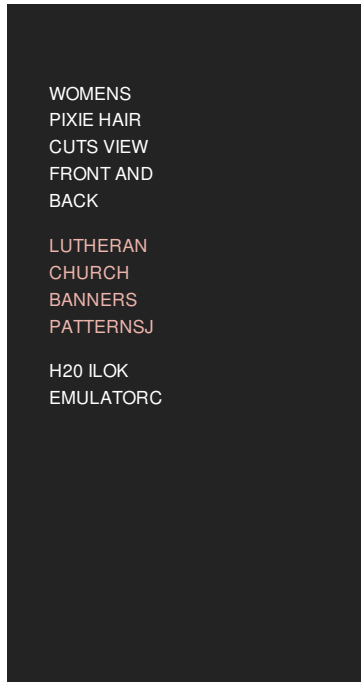 WOMENS
PIXIE HAIR
CUTS VIEW
FRONT AND
BACK
LUTHERAN
CHURCH
BANNERS
PATTERNSJ
H20 ILOK
EMULATORC